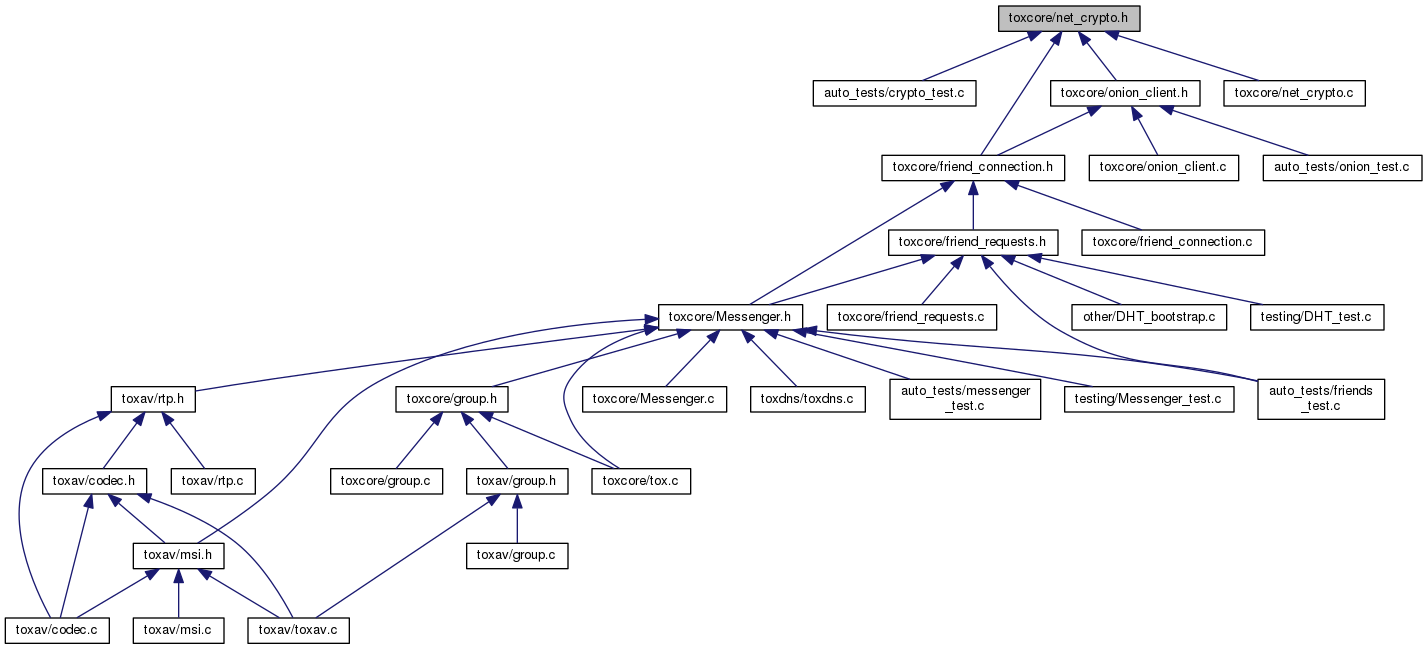 toxcore/net_crypto.h
auto_tests/crypto_test.c
toxcore/onion_client.h
toxcore/net_crypto.c
toxcore/friend_connection.h
toxcore/onion_client.c
auto_tests/onion_test.c
toxcore/friend_requests.h
toxcore/friend_connection.c
toxcore/Messenger.h
toxcore/friend_requests.c
other/DHT_bootstrap.c
testing/DHT_test.c
toxav/rtp.h
toxcore/group.h
toxcore/Messenger.c
toxdns/toxdns.c
auto_tests/messenger
_test.c
testing/Messenger_test.c
auto_tests/friends
_test.c
toxav/codec.h
toxav/rtp.c
toxcore/group.c
toxav/group.h
toxcore/tox.c
toxav/msi.h
toxav/group.c
toxav/codec.c
toxav/msi.c
toxav/toxav.c